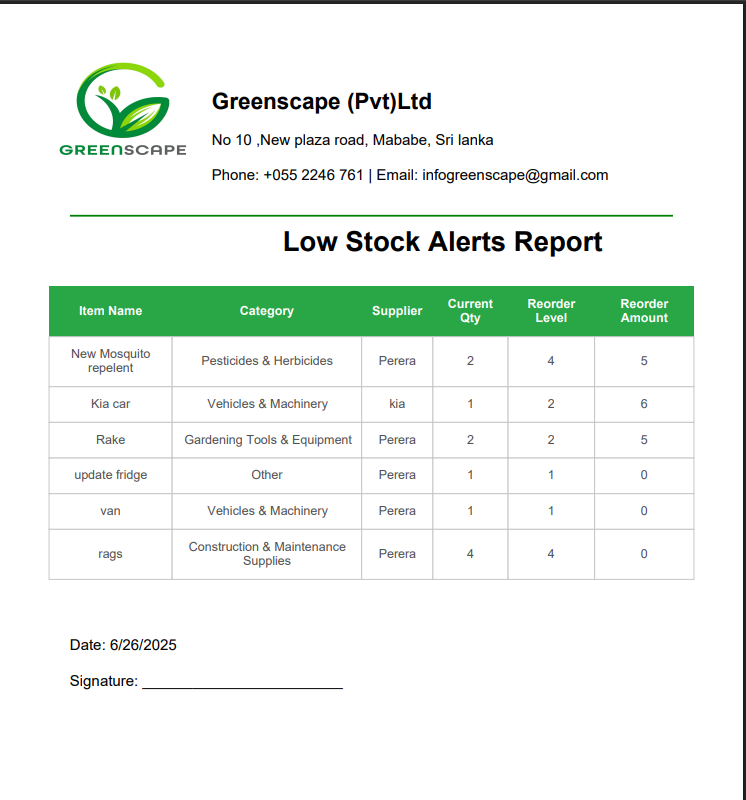 GREENSCAPE
Greenscape (Pvt)Ltd
No 10 ,New plaza road, Mababe, Sri lanka
Phone: +055 2246 761 | Email: infogreenscape@gmail.com
Low Stock Alerts Report
Item Name Category Supplier Current Qty Reorder Level Reorder Amount
New Mosquito repelent Pesticides & Herbicides Perera 2 4 5
Kia car Vehicles & Machinery kia 1 2 6
Rake Gardening Tools & Equipment Perera 2 2 5
update fridge Other Perera 1 1 0
van Vehicles & Machinery Perera 1 1 0
rags Construction & Maintenance Supplies Perera 4 4 0
Date: 6/26/2025
Signature: ________________________